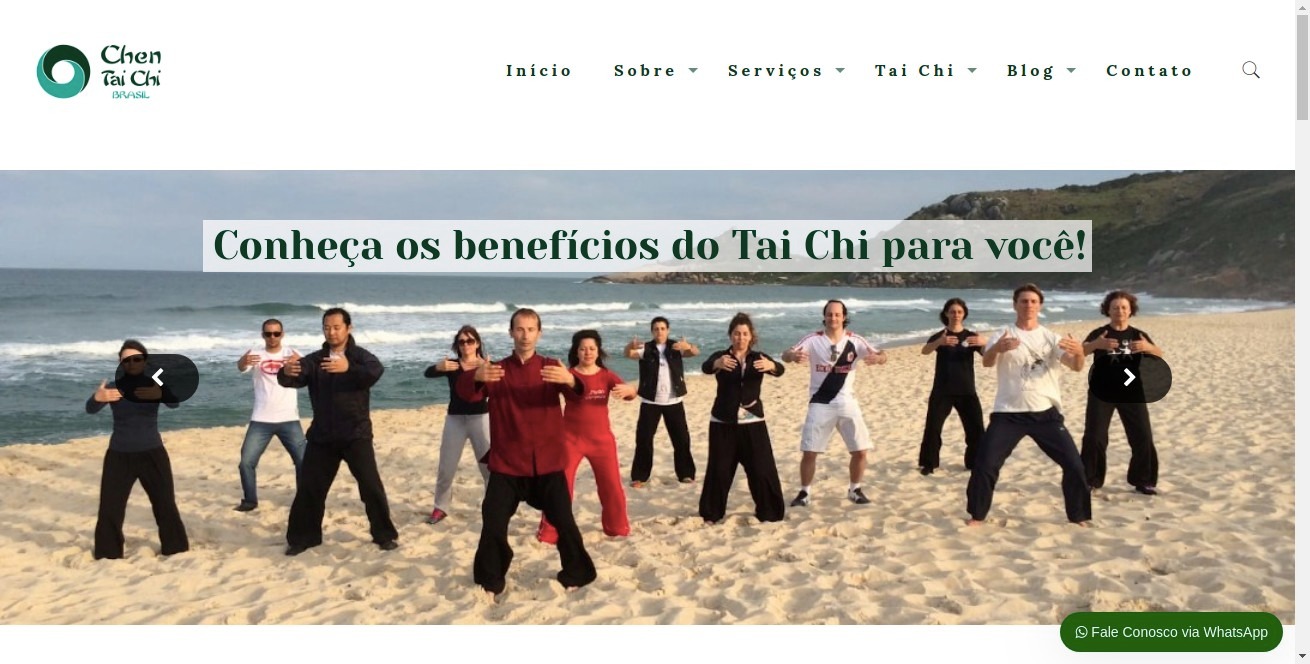 Chen
Tai Chi
BRASIL
Início
Sobre
Serviços
Tai Chi
Blog
Contato
Conheça os benefícios do Tai Chi para você!
Fale Conosco via WhatsApp